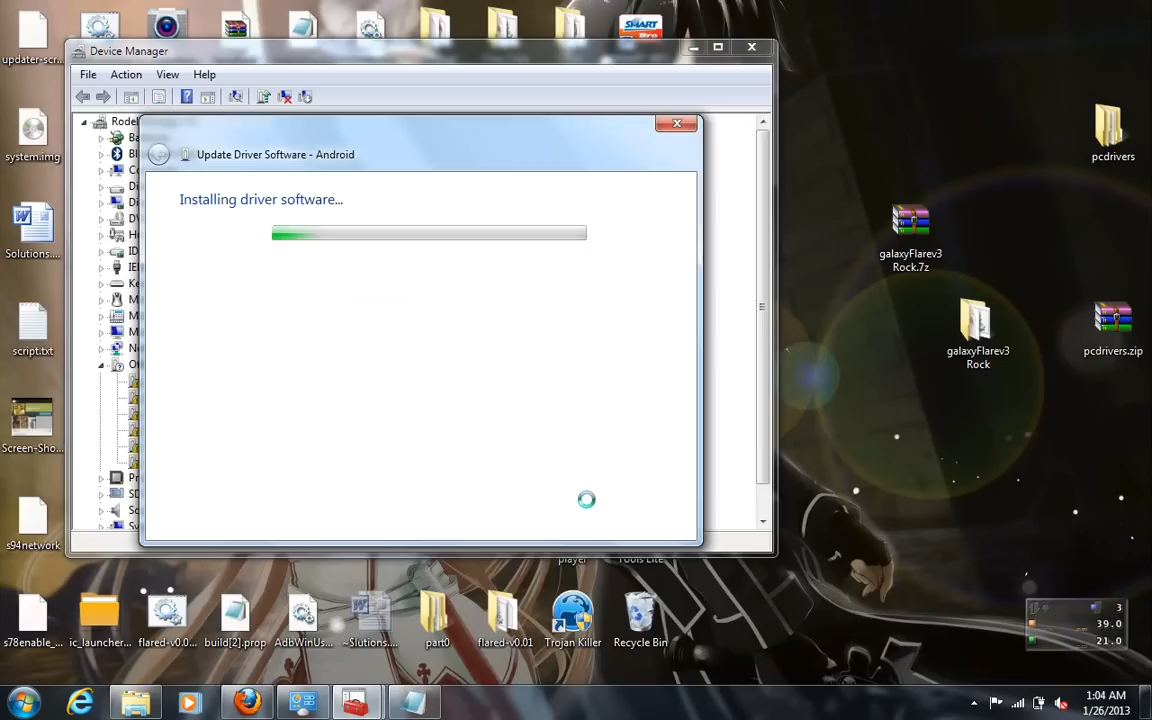 updater-scr...
SMART
Bro
Device Manager
File Action View Help
Rodel
Update Driver Software - Android
Installing driver software...
system.img
Solutions....
script.txt
Screen-Sho...
s94network
pcdrivers
galaxyFlarev3
Rock.7z
galaxyFlarev3
Rock
pcdrivers.zip
player
Tools Lite
s78enable_...
ic_launcher...
flared-v0.0...
build[2].prop
AdbWinUs...
~$lutions....
part0
flared-v0.01
Trojan Killer
Recycle Bin
3
39.0
21.0
1:04 AM
1/26/2013